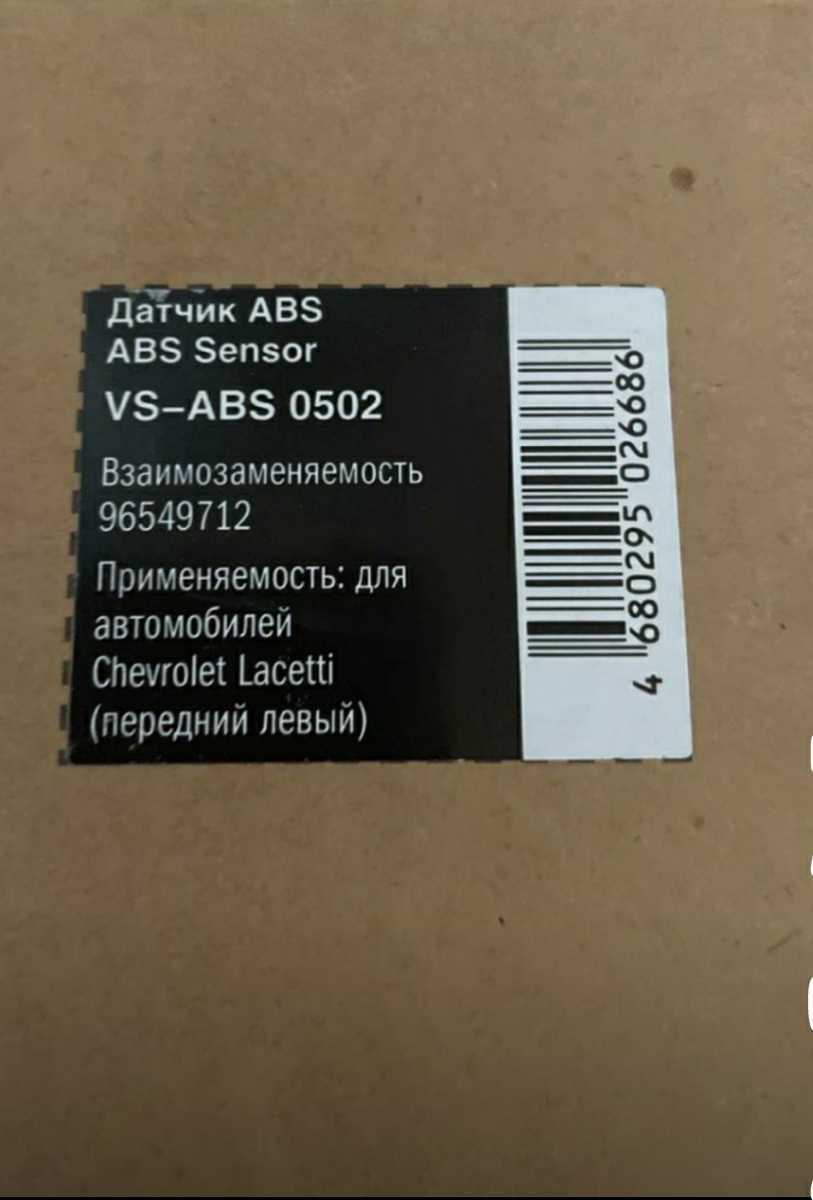 Датчик ABS
ABS Sensor
VS–ABS 0502
Взаимозаменяемость
96549712
Применяемость: для
автомобилей
Chevrolet Lacetti
(передний левый)
4 680295 026686